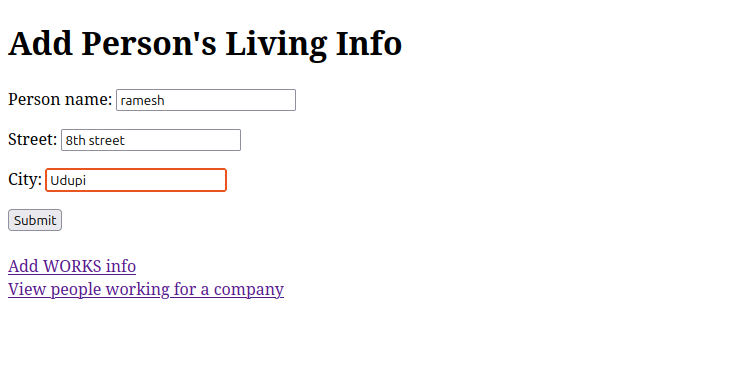 Add Person's Living Info
Person name: ramesh
Street: 8th street
City: Udupi
Submit
Add WORKS info
View people working for a company